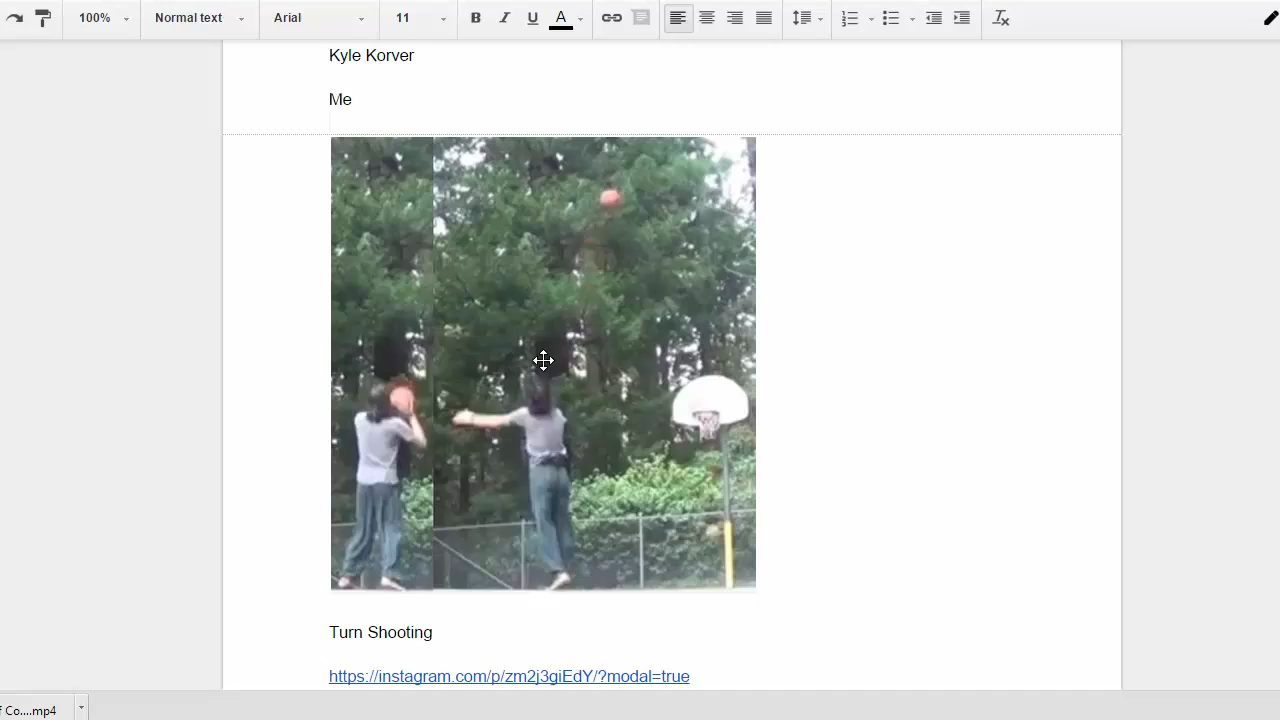 100% Normal text Arial 11 B I U A
Kyle Korver
Me
Turn Shooting
https://instagram.com/p/zm2j3giEdY/?modal=true
f Co....mp4